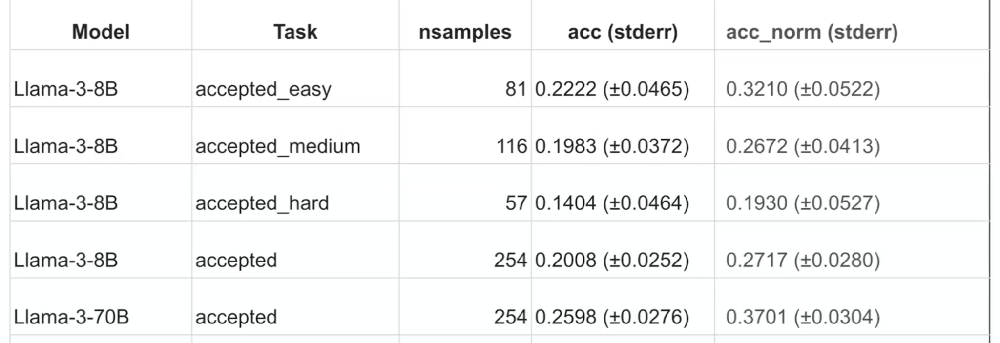 Model Task nsamples acc (stderr) acc_norm (stderr)
Llama-3-8B accepted_easy 81 0.2222 (±0.0465) 0.3210 (±0.0522)
Llama-3-8B accepted_medium 116 0.1983 (±0.0372) 0.2672 (±0.0413)
Llama-3-8B accepted_hard 57 0.1404 (±0.0464) 0.1930 (±0.0527)
Llama-3-8B accepted 254 0.2008 (±0.0252) 0.2717 (±0.0280)
Llama-3-70B accepted 254 0.2598 (±0.0276) 0.3701 (±0.0304)